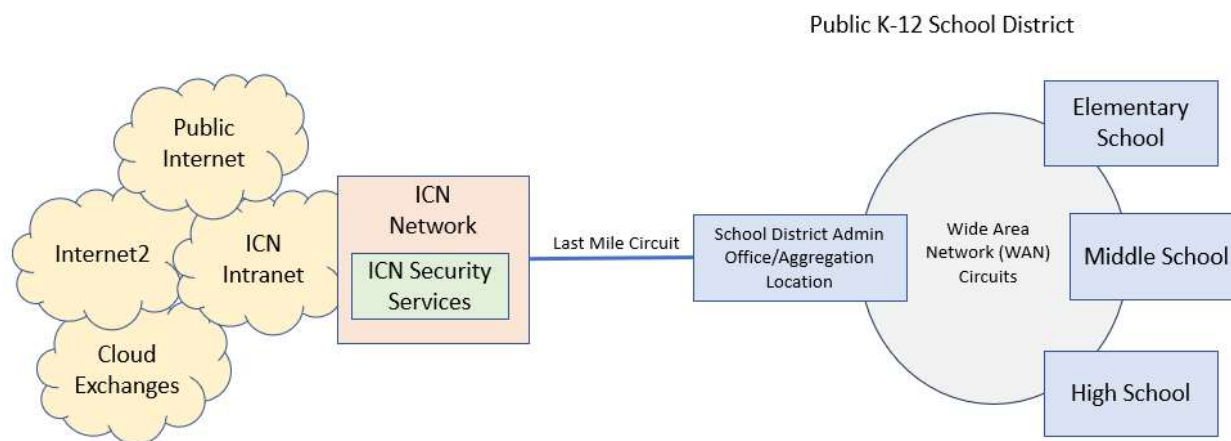 Public K-12 School District
Public
Internet
Internet2
ICN
Intranet
Cloud
Exchanges
ICN
Network
ICN Security
Services
Last Mile Circuit
School District Admin
Office/Aggregation
Location
Wide Area
Network (WAN)
Circuits
Elementary
School
Middle School
High School